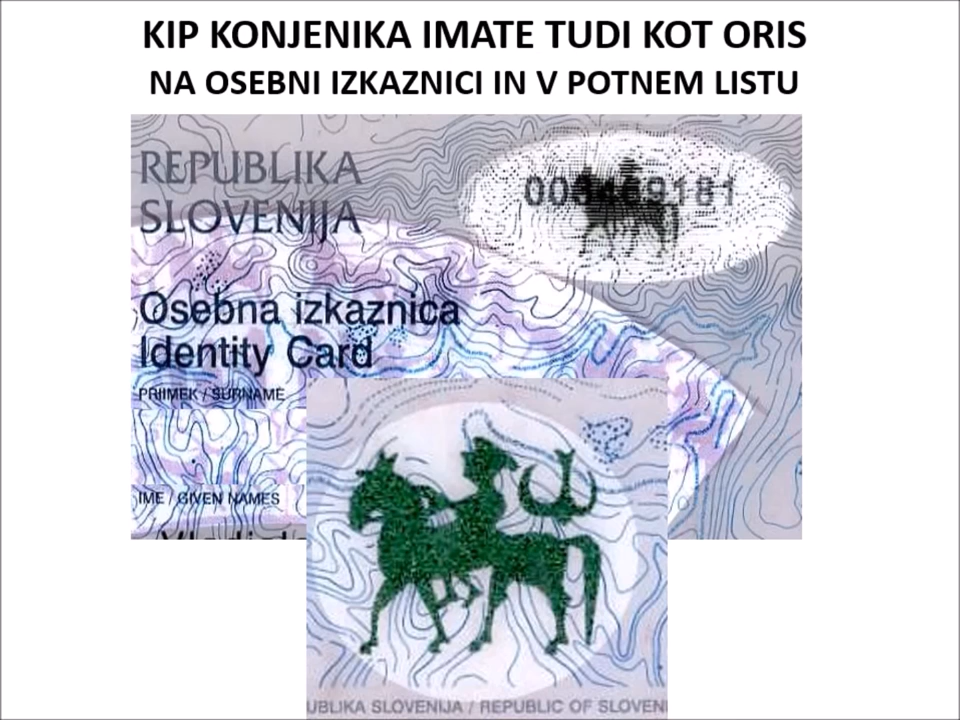 KIP KONJENIKA IMATE TUDI KOT ORIS
NA OSEBNI IZKAZNICI IN V POTNEM LISTU
REPUBLIKA
SLOVENIJA
Osebna izkaznica
Identity Card
PRIIMEK / SURNAME
IME / GIVEN NAMES
UBLIKA SLOVENIJA / REPUBLIC OF SLOVENI